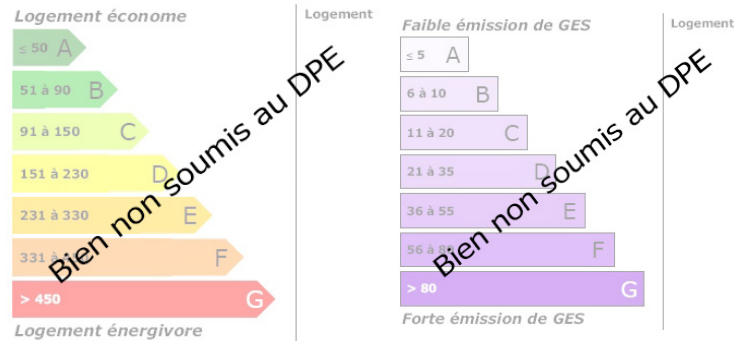 Logement économe
Logement
≤ 50 A
51 à 90 B
91 à 150 C
151 à 230 D
231 à 330 E
331 à F
> 450 G
Logement énergivore
Bien non soumis au DPE
Faible émission de GES
Logement
≤ 5 A
6 à 10 B
11 à 20 C
21 à 35 D
36 à 55 E
56 à 80 F
> 80 G
Forte émission de GES
Bien non soumis au DPE